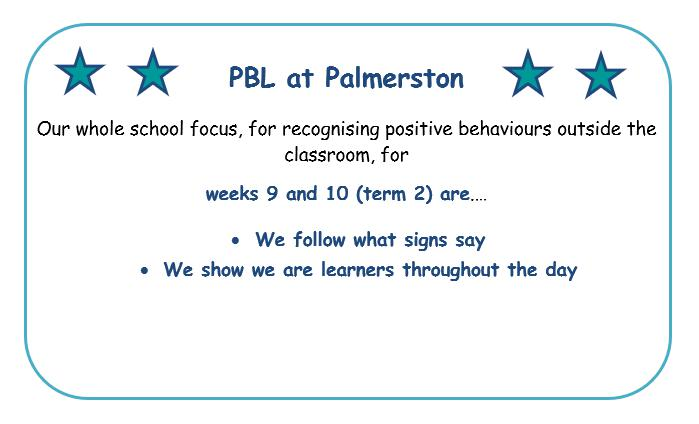 PBL at Palmerston
Our whole school focus, for recognising positive behaviours outside the
classroom, for
weeks 9 and 10 (term 2) are….
• We follow what signs say
• We show we are learners throughout the day